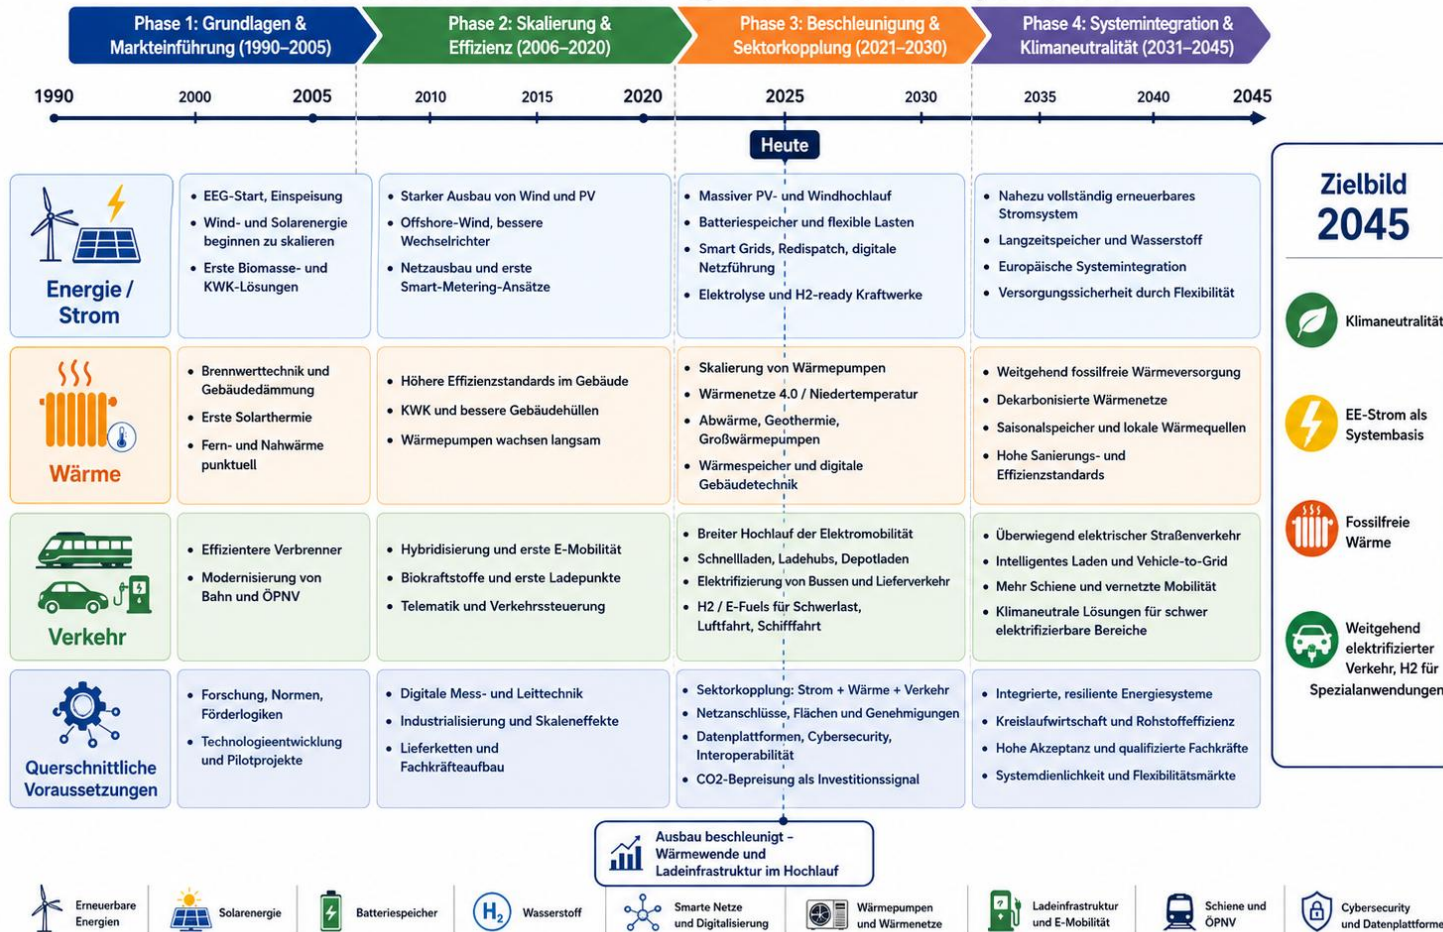 Phase 1: Grundlagen &
Markteinführung (1990–2005)
Phase 2: Skalierung &
Effizienz (2006–2020)
Phase 3: Beschleunigung &
Sektorkopplung (2021–2030)
Phase 4: Systemintegration &
Klimaneutralität (2031–2045)
1990
2000
2005
2010
2015
2020
2025
2030
2035
2040
2045
Heute
Energie /
Strom
• EEG-Start, Einspeisung
• Wind- und Solarenergie
beginnen zu skalieren
• Erste Biomasse- und
KWK-Lösungen
• Starker Ausbau von Wind und PV
• Offshore-Wind, bessere
Wechselrichter
• Netzausbau und erste
Smart-Metering-Ansätze
• Massiver PV- und Windhochlauf
• Batteriespeicher und flexible Lasten
• Smart Grids, Redispatch, digitale
Netzführung
• Elektrolyse und H2-ready Kraftwerke
• Nahezu vollständig erneuerbares
Stromsystem
• Langzeitspeicher und Wasserstoff
• Europäische Systemintegration
• Versorgungssicherheit durch Flexibilität
Wärme
• Brennwerttechnik und
Gebäudedämmung
• Erste Solarthermie
• Fern- und Nahwärme
punktuell
• Höhere Effizienzstandards im Gebäude
• KWK und bessere Gebäudehüllen
• Wärmepumpen wachsen langsam
• Skalierung von Wärmepumpen
• Wärmenetze 4.0 / Niedertemperatur
• Abwärme, Geothermie,
Großwärmepumpen
• Wärmespeicher und digitale
Gebäudetechnik
• Weitgehend fossilfreie Wärmeversorgung
• Dekarbonisierte Wärmenetze
• Saisonalspeicher und lokale Wärmequellen
• Hohe Sanierungs- und
Effizienzstandards
Verkehr
• Effizientere Verbrenner
• Modernisierung von
Bahn und ÖPNV
• Hybridisierung und erste E-Mobilität
• Biokraftstoffe und erste Ladepunkte
• Telematik und Verkehrssteuerung
• Breiter Hochlauf der Elektromobilität
• Schnellladen, Ladehubs, Depotladen
• Elektrifizierung von Bussen und Lieferverkehr
• H2 / E-Fuels für Schwerlast,
Luftfahrt, Schifffahrt
• Überwiegend elektrischer Straßenverkehr
• Intelligentes Laden und Vehicle-to-Grid
• Mehr Schiene und vernetzte Mobilität
• Klimaneutrale Lösungen für schwer
elektrifizierbare Bereiche
Querschnittliche
Voraussetzungen
• Forschung, Normen,
Förderlogiken
• Technologieentwicklung
und Pilotprojekte
• Digitale Mess- und Leittechnik
• Industrialisierung und Skaleneffekte
• Lieferketten und
Fachkräfteaufbau
• Sektorkopplung: Strom + Wärme + Verkehr
• Netzanschlüsse, Flächen und Genehmigungen
• Datenplattformen, Cybersecurity,
Interoperabilität
• CO2-Bepreisung als Investitionssignal
• Integrierte, resiliente Energiesysteme
• Kreislaufwirtschaft und Rohstoffeffizienz
• Hohe Akzeptanz und qualifizierte Fachkräfte
• Systemdienlichkeit und Flexibilitätsmärkte
Zielbild
2045
Klimaneutralität
EE-Strom als
Systembasis
Fossilfreie
Wärme
Weitgehend
elektrifizierter
Verkehr, H2 für
Spezialanwendungen
Ausbau beschleunigt –
Wärmewende und
Ladeinfrastruktur im Hochlauf
Erneuerbare
Energien
Solarenergie
Batteriespeicher
H2
Wasserstoff
Smarte Netze
und Digitalisierung
Wärmepumpen
und Wärmenetze
Ladeinfrastruktur
und E-Mobilität
Schiene und
ÖPNV
Cybersecurity
und Datenplattforme